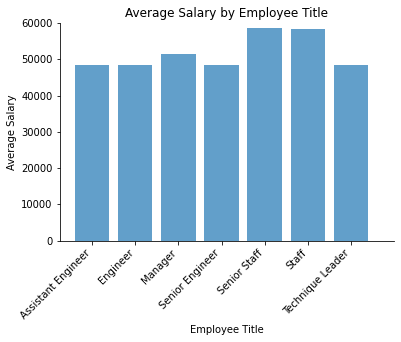 Average Salary by Employee Title
Average Salary
60000
50000
40000
30000
20000
10000
0
Assistant Engineer
Engineer
Manager
Senior Engineer
Senior Staff
Staff
Technique Leader
Employee Title